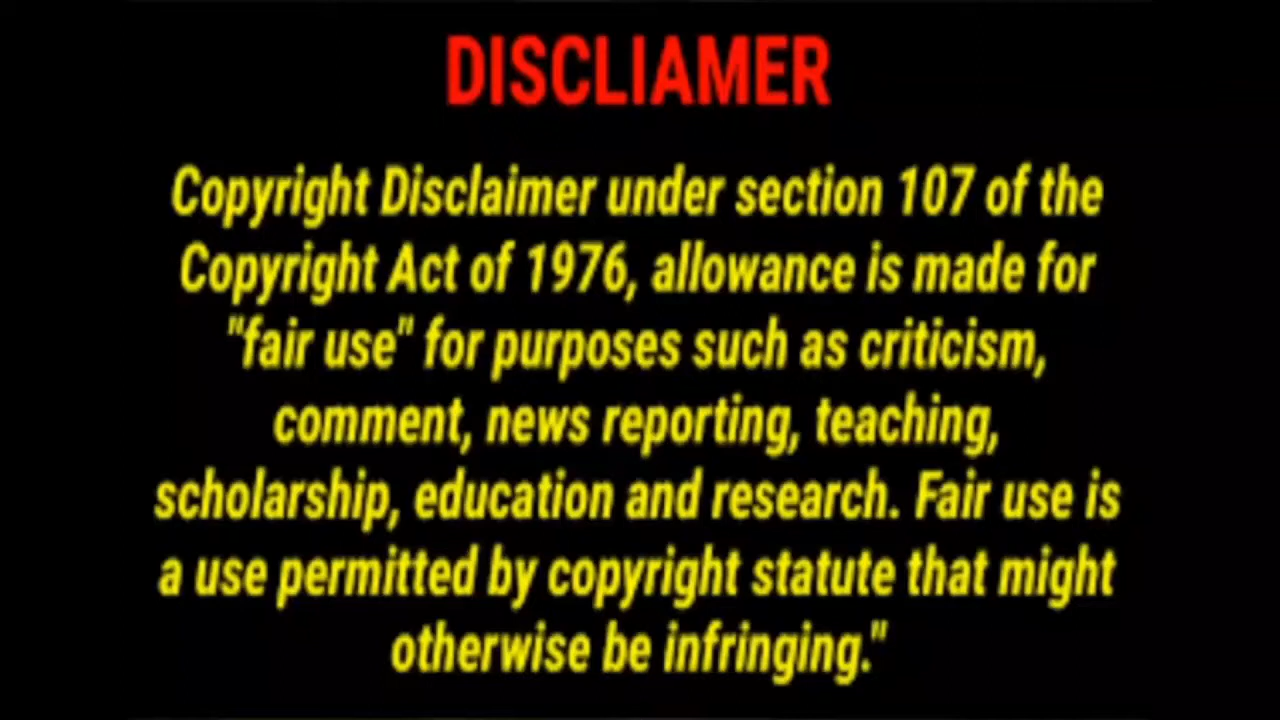 DISCLIAMER
Copyright Disclaimer under section 107 of the
Copyright Act of 1976, allowance is made for
"fair use" for purposes such as criticism,
comment, news reporting, teaching,
scholarship, education and research. Fair use is
a use permitted by copyright statute that might
otherwise be infringing."